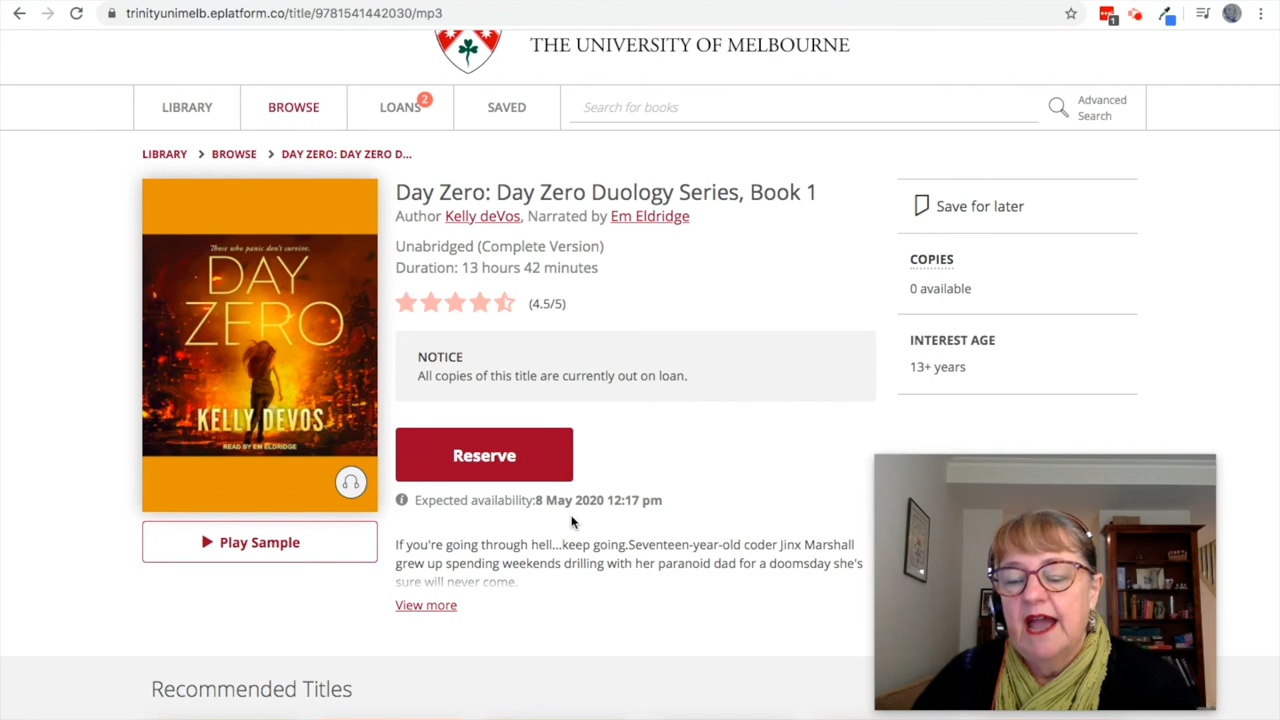 trinityunimelb.eplatform.co/title/9781541442030/mp3
1
THE UNIVERSITY OF MELBOURNE
LIBRARY
BROWSE
LOANS 2
SAVED
Search for books
Advanced
Search
LIBRARY > BROWSE > DAY ZERO: DAY ZERO D...
Those who panic don't survive.
DAY
ZERO
KELLY DEVOS
READ BY EM ELDRIDGE
Play Sample
Day Zero: Day Zero Duology Series, Book 1
Author Kelly deVos, Narrated by Em Eldridge
Unabridged (Complete Version)
Duration: 13 hours 42 minutes
(4.5/5)
NOTICE
All copies of this title are currently out on loan.
Reserve
Expected availability:8 May 2020 12:17 pm
If you're going through hell...keep going.Seventeen-year-old coder Jinx Marshall
grew up spending weekends drilling with her paranoid dad for a doomsday she's
sure will never come.
View more
Save for later
COPIES
0 available
INTEREST AGE
13+ years
Recommended Titles